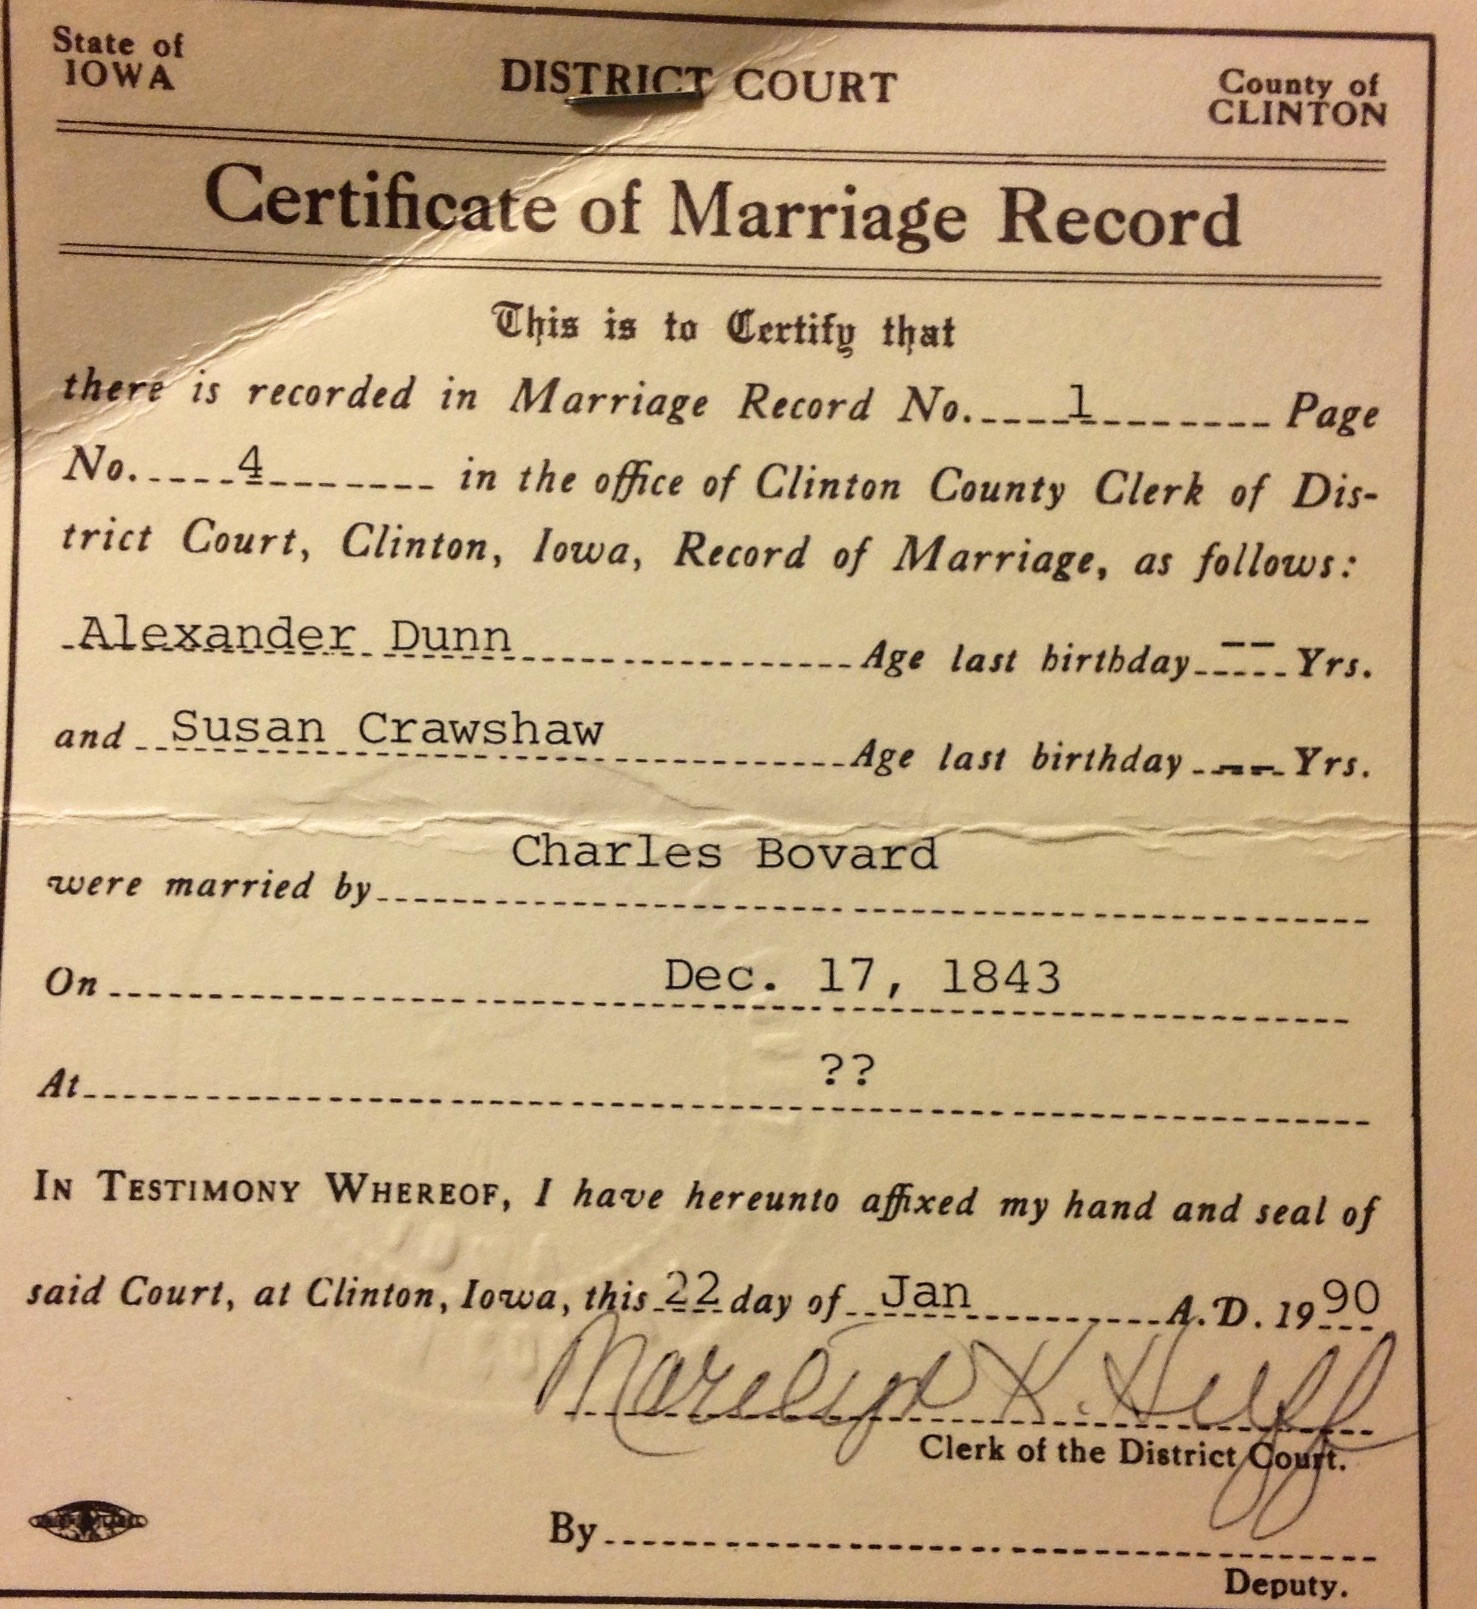 State of
IOWA
DISTRICT COURT
County of
CLINTON
Certificate of Marriage Record
This is to Certify that
there is recorded in Marriage Record No. 1 Page
No. 4 in the office of Clinton County Clerk of Dis-
trict Court, Clinton, Iowa, Record of Marriage, as follows:
Alexander Dunn Age last birthday -- Yrs.
and Susan Crawshaw Age last birthday -- Yrs.
were married by Charles Bovard
On Dec. 17, 1843
At ??
IN TESTIMONY WHEREOF, I have hereunto affixed my hand and seal of
said Court, at Clinton, Iowa, this 22 day of Jan A.D. 1990
K.
Clerk of the District Court.
By
Deputy.